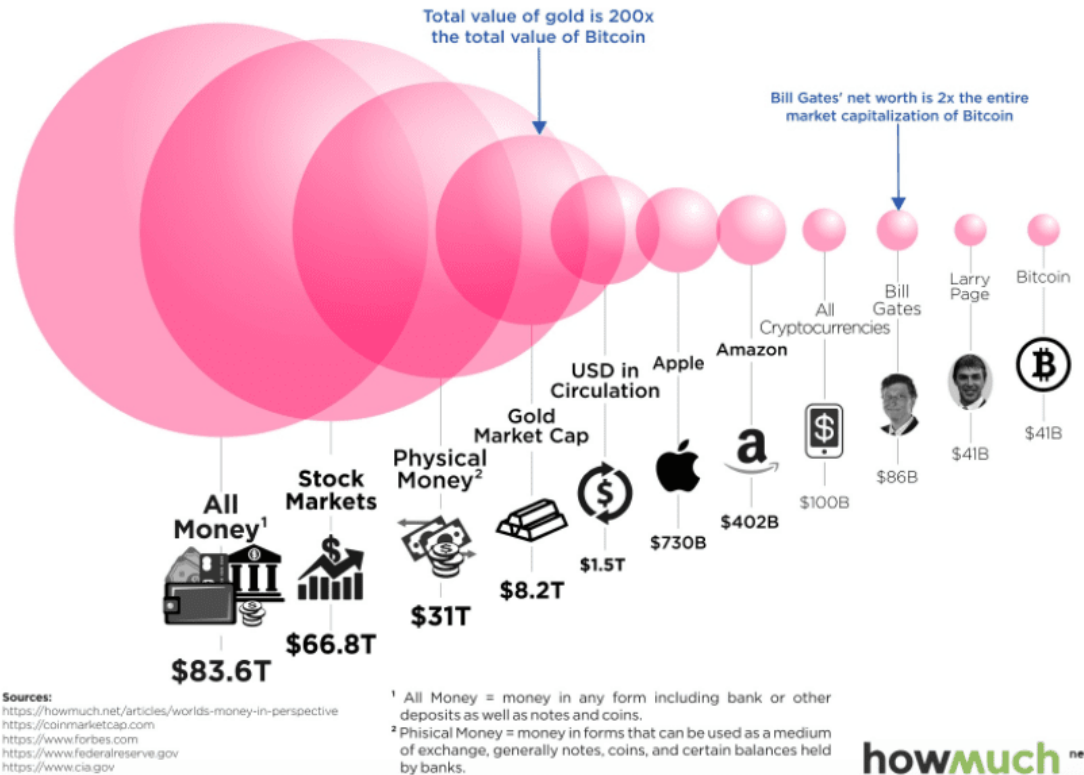 Total value of gold is 200x
the total value of Bitcoin
Bill Gates' net worth is 2x the entire
market capitalization of Bitcoin
All
Money¹
$83.6T
Stock
Markets
$66.8T
Physical
Money²
$31T
Gold
Market Cap
$8.2T
USD in
Circulation
$1.5T
Apple
$730B
Amazon
a
$402B
All
Cryptocurrencies
$100B
Bill
Gates
$86B
Larry
Page
$41B
Bitcoin
$41B
Sources:
https://howmuch.net/articles/worlds-money-in-perspective
https://coinmarketcap.com
https://www.forbes.com
https://www.federalreserve.gov
https://www.cia.gov
¹ All Money = money in any form including bank or other
deposits as well as notes and coins.
² Phisical Money = money in forms that can be used as a medium
of exchange, generally notes, coins, and certain balances held
by banks.
howmuch ne